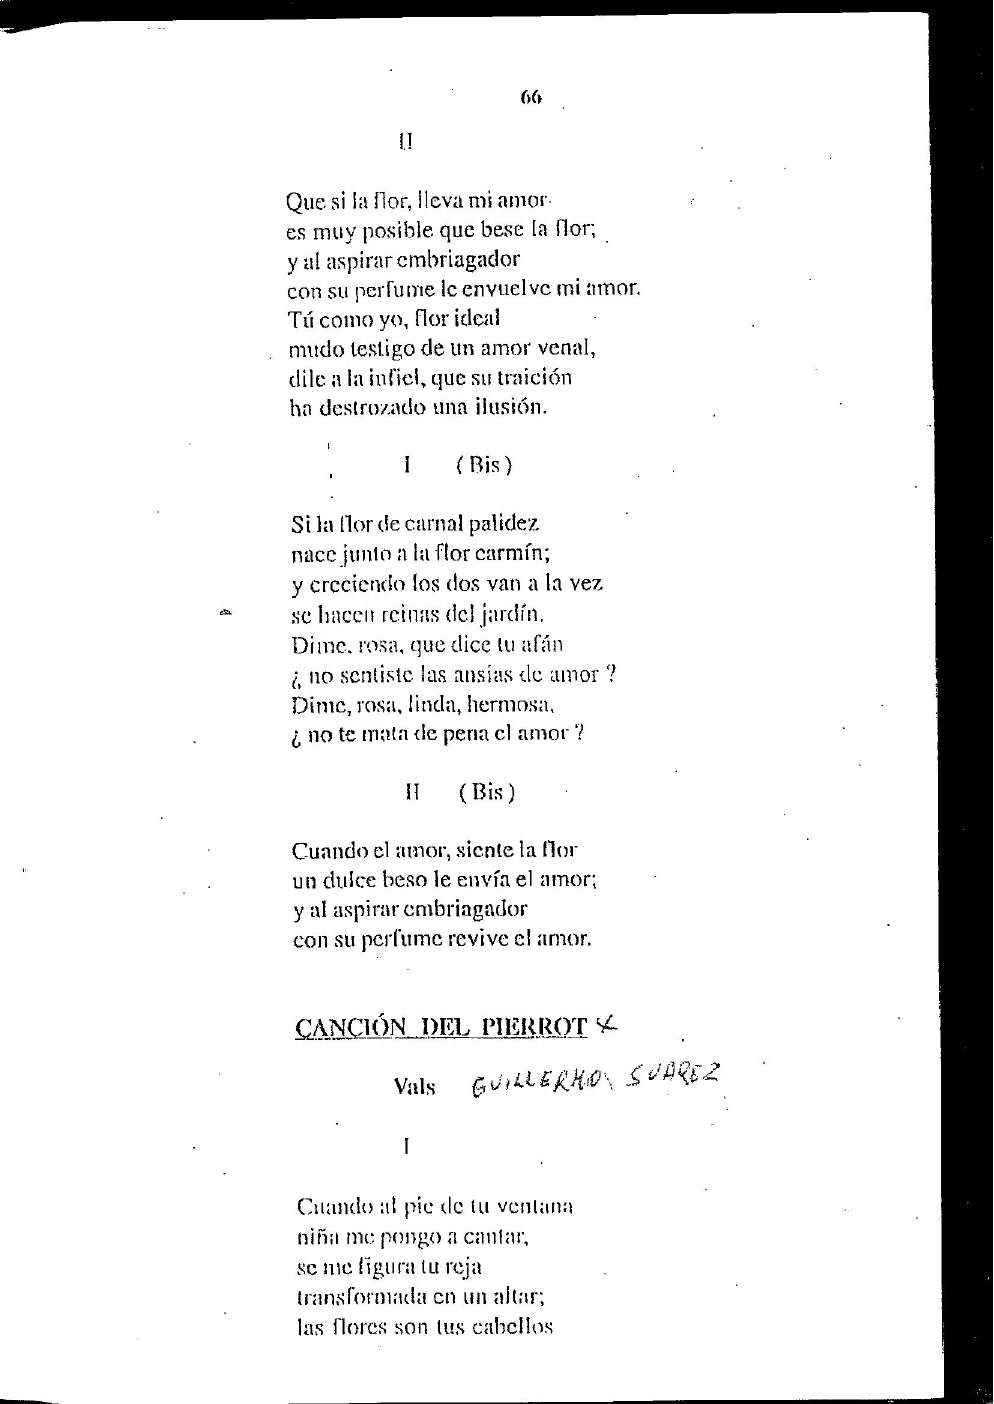 66
II
Que si la flor, lleva mi amor
es muy posible que bese la flor;
y al aspirar embriagador
con su perfume le envuelve mi amor.
Tú como yo, flor ideal
mudo testigo de un amor venal,
dile a la infiel, que su traición
ha destrozado una ilusión.
I (Bis)
Si la flor de carnal palidez
nace junto a la flor carmín;
y creciendo los dos van a la vez
se hacen reinas del jardín.
Dime, rosa, que dice tu afán
¿ no sentiste las ansias de amor ?
Dime, rosa, linda, hermosa,
¿ no te mata de pena el amor ?
II (Bis)
Cuando el amor, siente la flor
un dulce beso le envía el amor;
y al aspirar embriagador
con su perfume revive el amor.
CANCIÓN DEL PIERROT
Vals GUILLERMO SUAREZ
I
Cuando al pie de tu ventana
niña me pongo a cantar,
se me figura tu reja
transformada en un altar;
las flores son tus cabellos